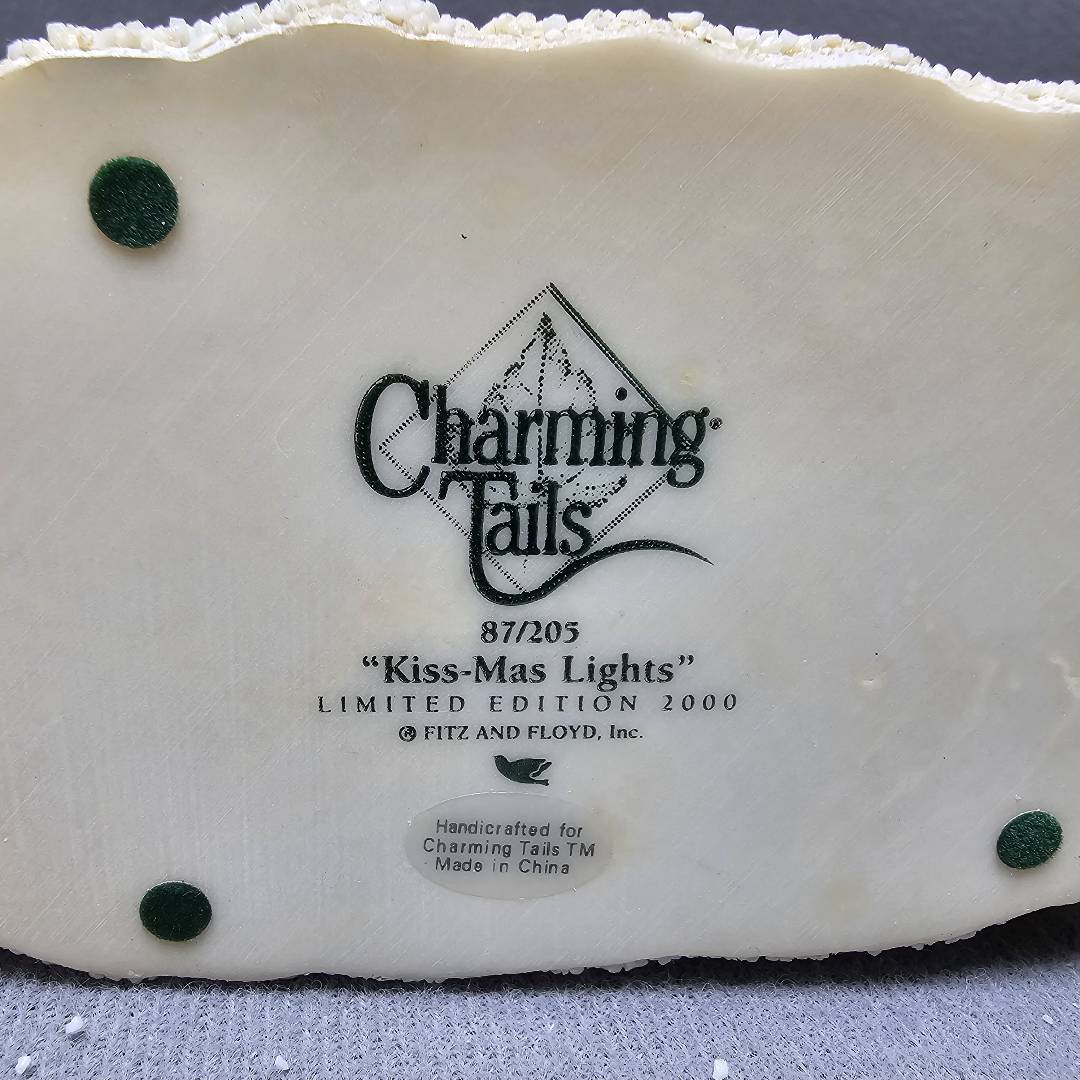 Charming®
Tails
87/205
“Kiss-Mas Lights”
LIMITED EDITION 2000
® FITZ AND FLOYD, Inc.
Handicrafted for
Charming Tails TM
Made in China